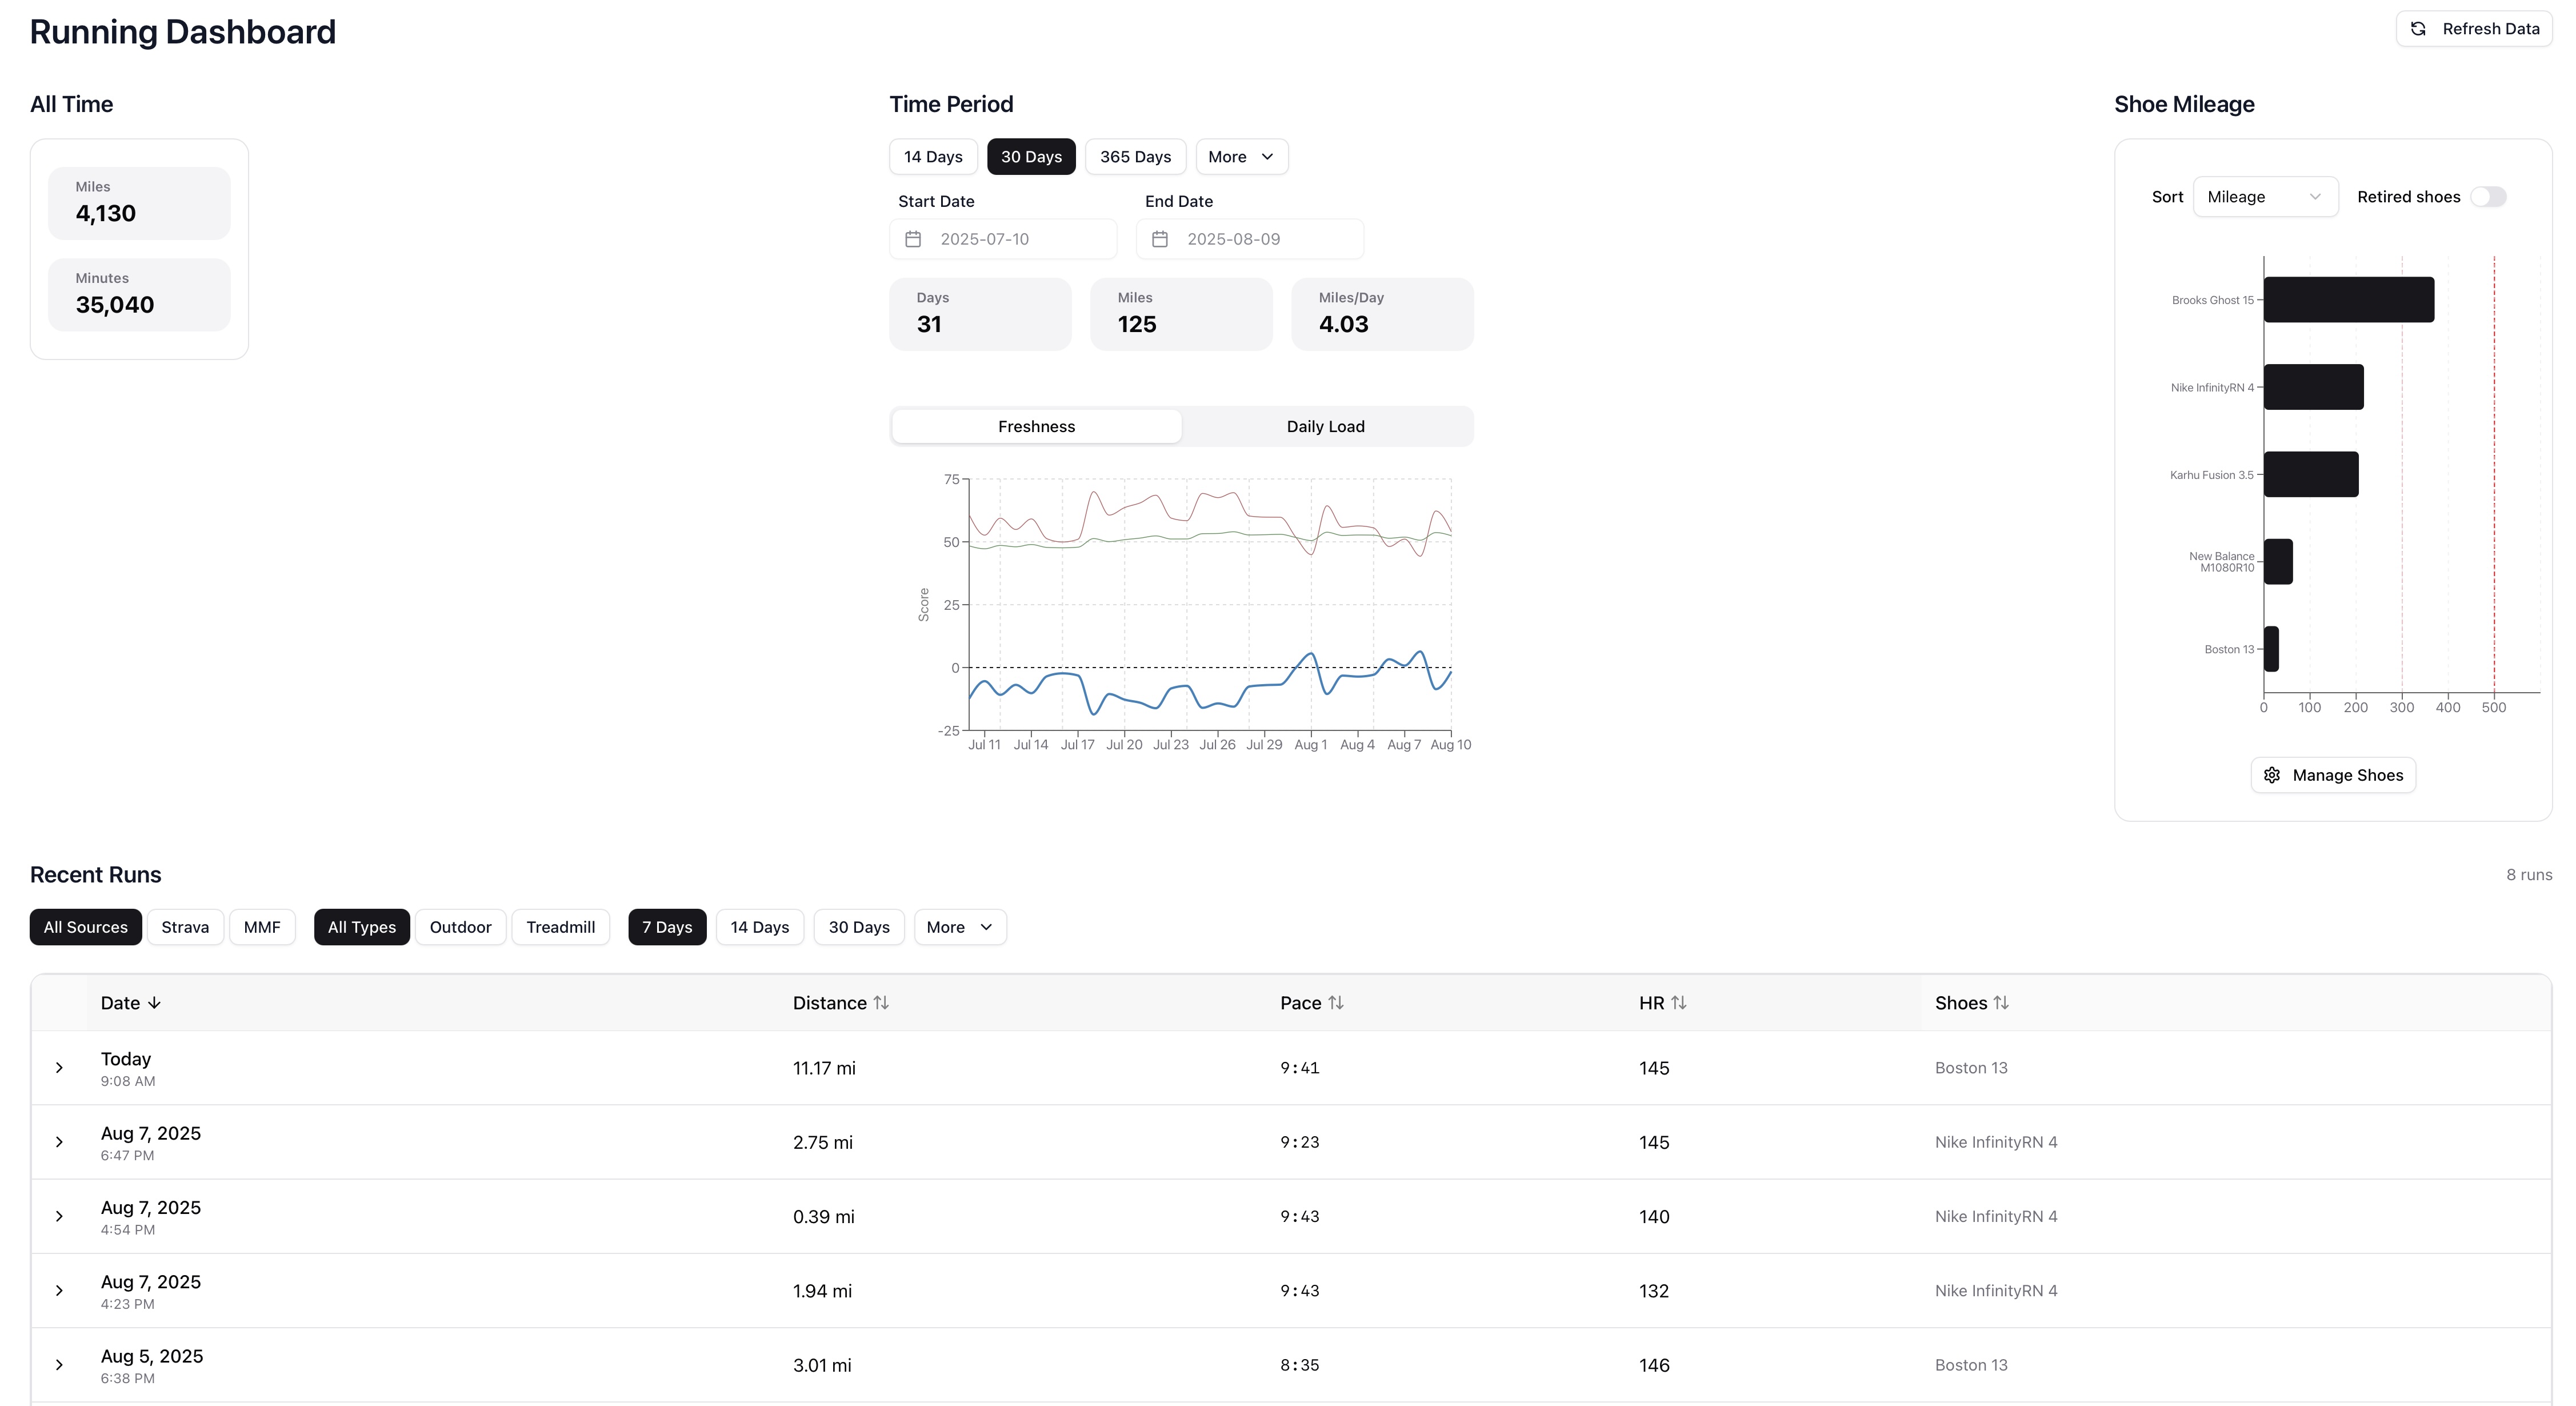 Running Dashboard
Refresh Data
All Time
Miles
4,130
Minutes
35,040
Time Period
14 Days
30 Days
365 Days
More
Start Date
End Date
2025-07-10
2025-08-09
Days
31
Miles
125
Miles/Day
4.03
Freshness
Daily Load
Score
75
50
25
0
-25
Jul 11
Jul 14
Jul 17
Jul 20
Jul 23
Jul 26
Jul 29
Aug 1
Aug 4
Aug 7
Aug 10
Shoe Mileage
Sort
Mileage
Retired shoes
Brooks Ghost 15
Nike InfinityRN 4
Karhu Fusion 3.5
New Balance
M1080R10
Boston 13
0
100
200
300
400
500
Manage Shoes
Recent Runs
8 runs
All Sources
Strava
MMF
All Types
Outdoor
Treadmill
7 Days
14 Days
30 Days
More
Date
Distance
Pace
HR
Shoes
Today
9:08 AM
11.17 mi
9:41
145
Boston 13
Aug 7, 2025
6:47 PM
2.75 mi
9:23
145
Nike InfinityRN 4
Aug 7, 2025
4:54 PM
0.39 mi
9:43
140
Nike InfinityRN 4
Aug 7, 2025
4:23 PM
1.94 mi
9:43
132
Nike InfinityRN 4
Aug 5, 2025
6:38 PM
3.01 mi
8:35
146
Boston 13